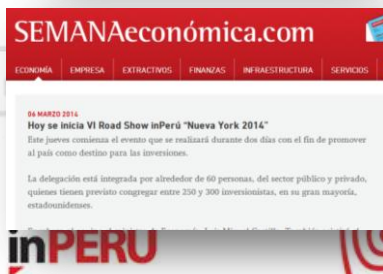 SEMANAeconómica.com
ECONOMÍA EMPRESA EXTRACTIVOS FINANZAS INFRAESTRUCTURA SERVICIOS
06 MARZO 2014
Hoy se inicia VI Road Show inPerú “Nueva York 2014”
Este jueves comienza el evento que se realizará durante dos días con el fin de promover
al país como destino para las inversiones.
La delegación está integrada por alrededor de 60 personas, del sector público y privado,
quienes tienen previsto congregar entre 250 y 300 inversionistas, en su gran mayoría,
estadounidenses.
inPERU